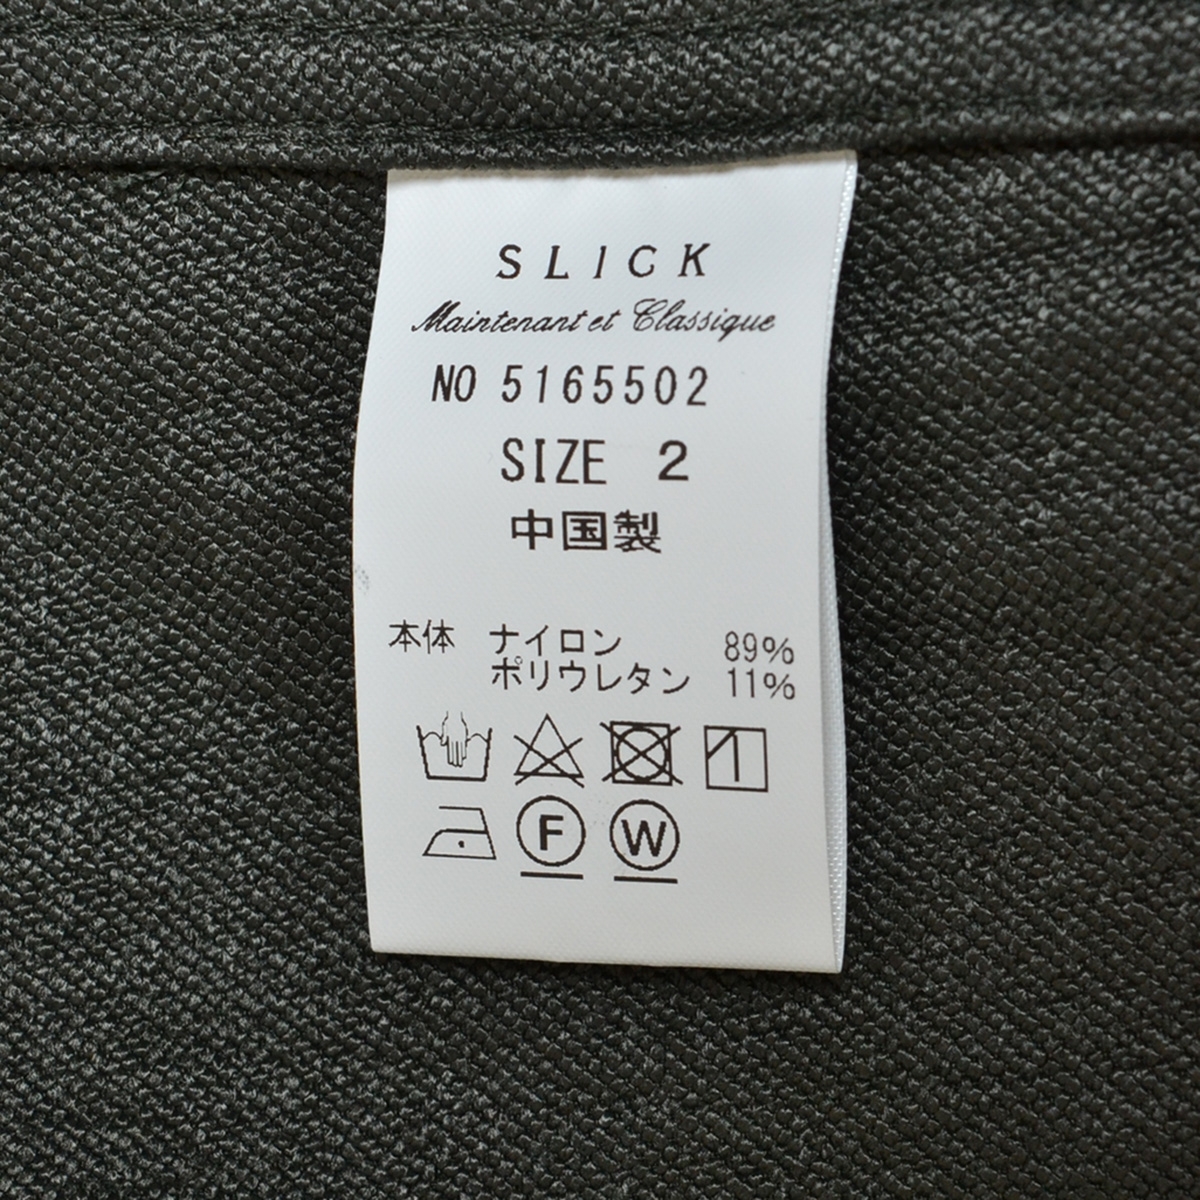 SLICK
Maintenant et Classique
NO 5165502
SIZE 2
中国製
本体 ナイロン 89%
ポリウレタン 11%
F W